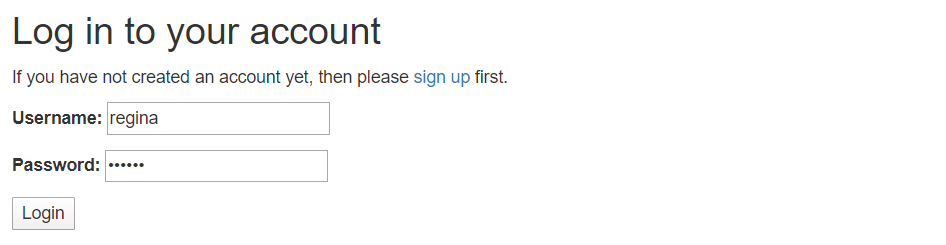 Log in to your account
If you have not created an account yet, then please sign up first.
Username: regina
Password: ••••••
Login